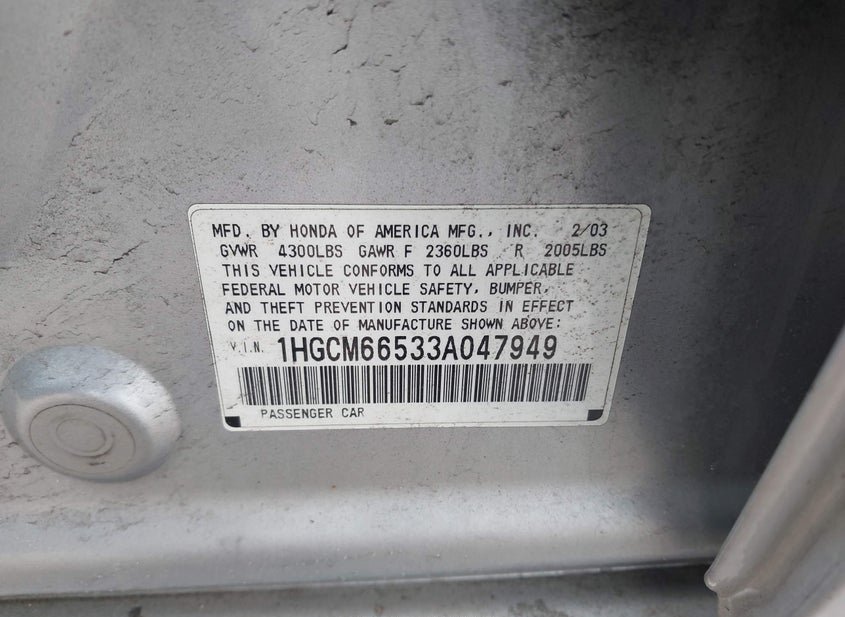 MFD. BY HONDA OF AMERICA MFG., INC. 2/03
GVWR 4300LBS GAWR F 2360LBS R 2005LBS
THIS VEHICLE CONFORMS TO ALL APPLICABLE
FEDERAL MOTOR VEHICLE SAFETY, BUMPER,
AND THEFT PREVENTION STANDARDS IN EFFECT
ON THE DATE OF MANUFACTURE SHOWN ABOVE:
V.I.N. 1HGCM66533A047949
PASSENGER CAR